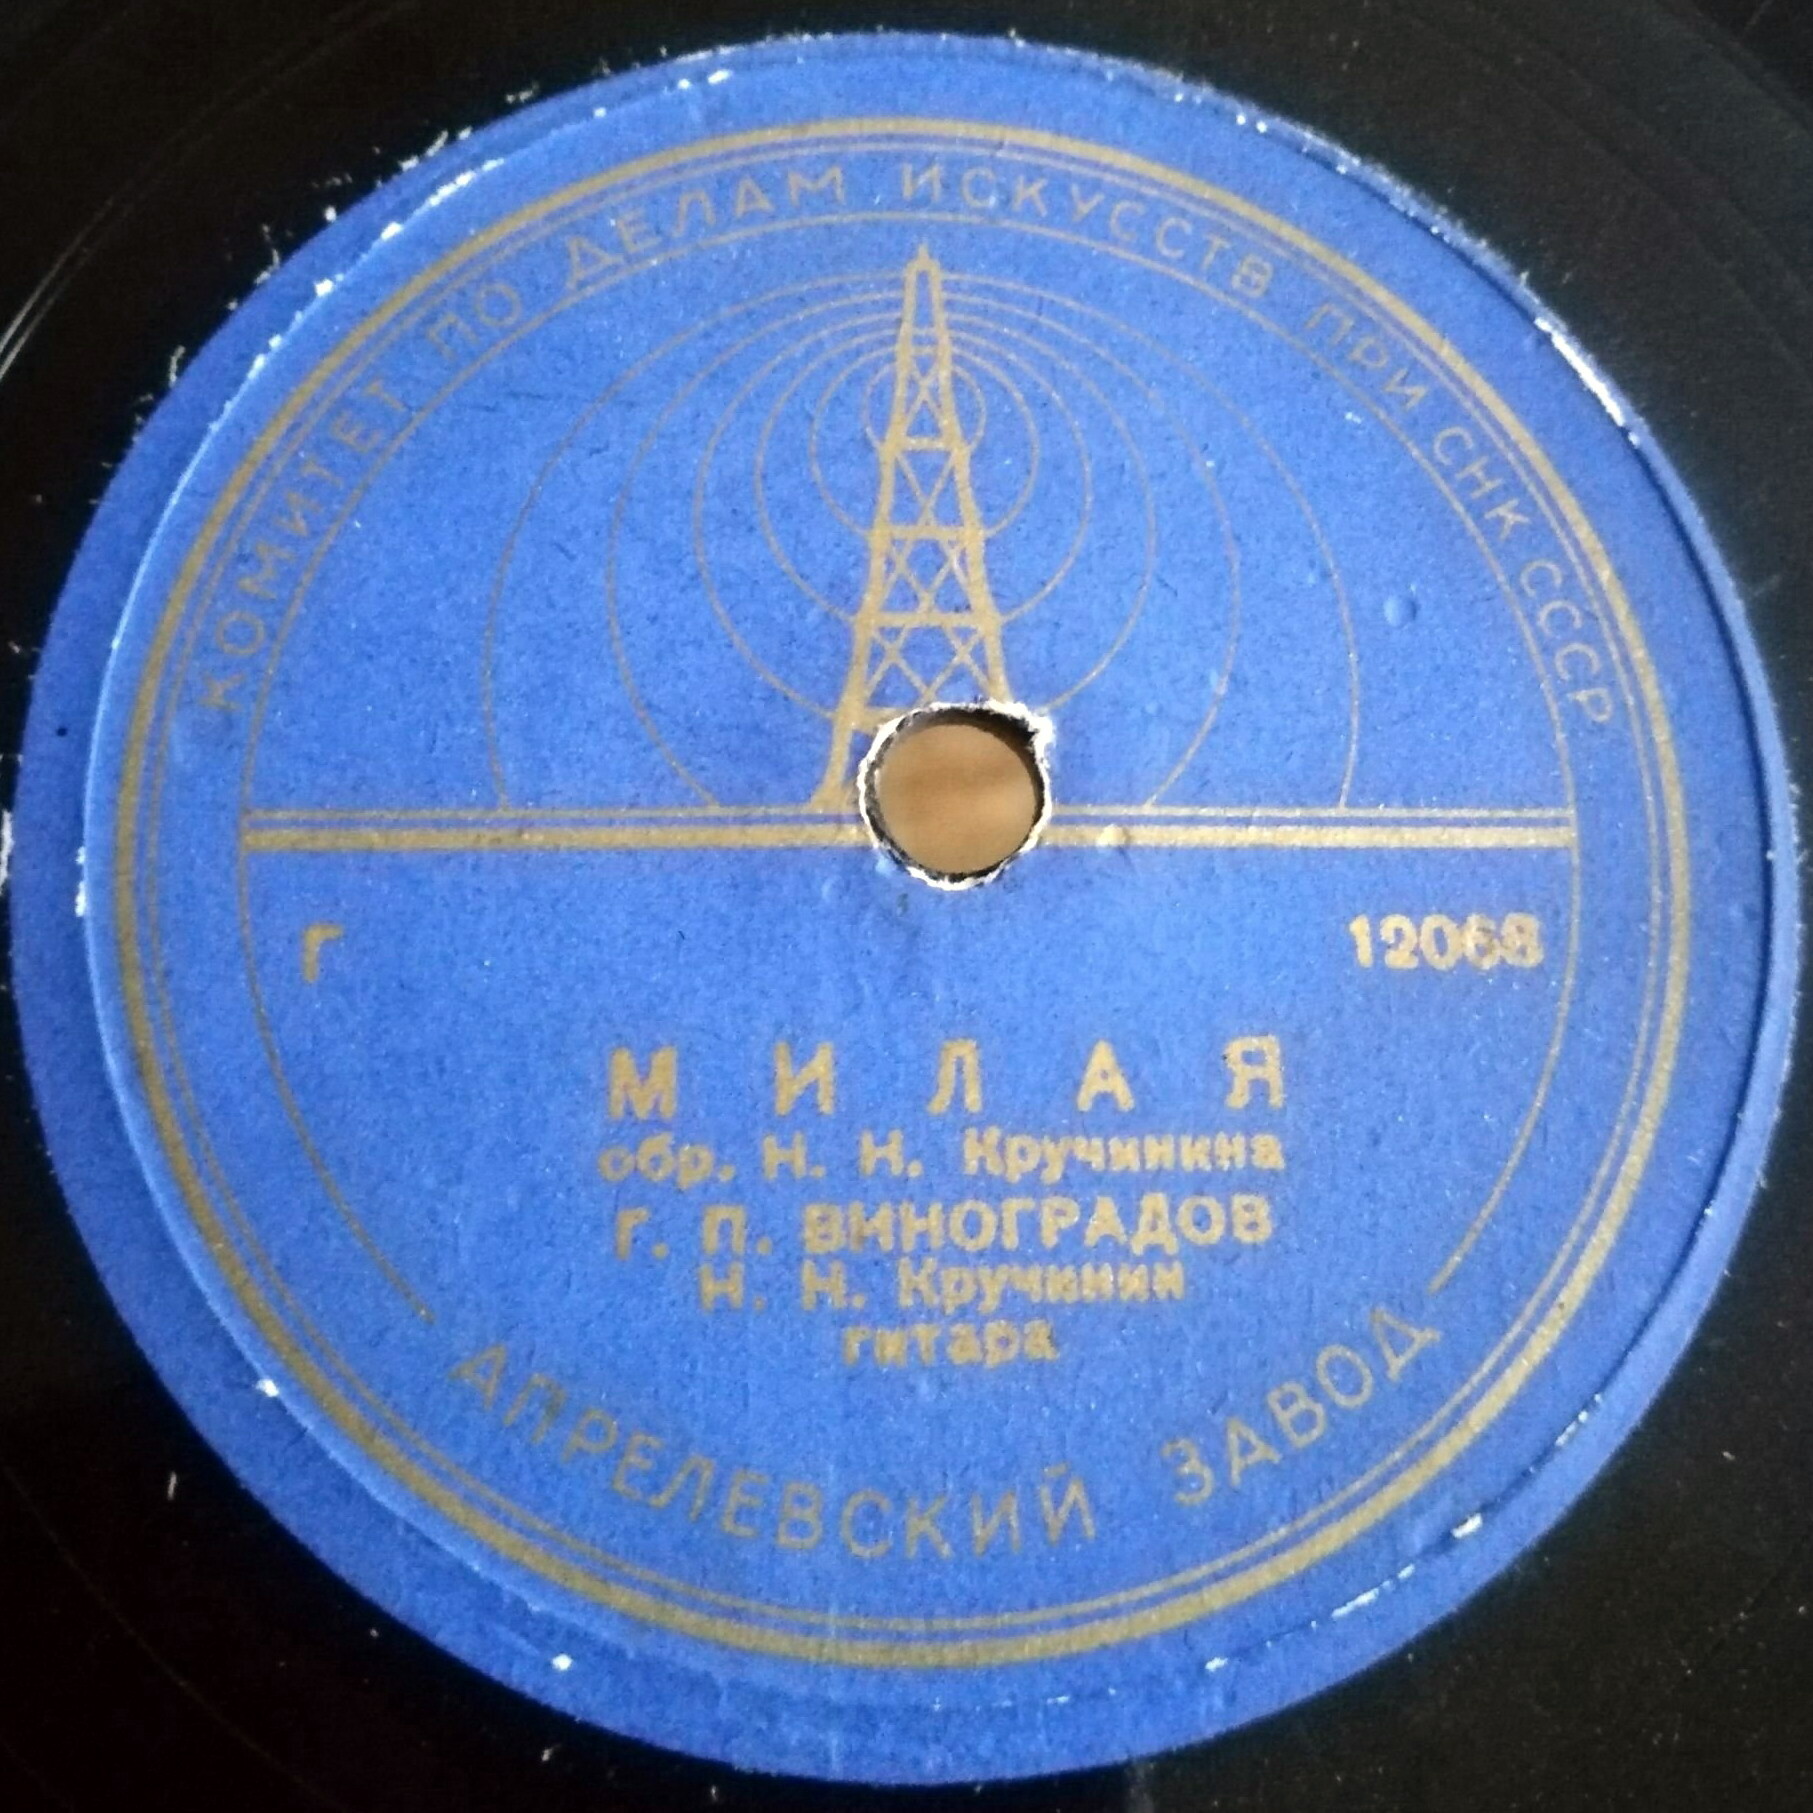 КОМИТЕТ ПО ДЕЛАМ ИСКУССТВ ПРИ СНК СССР
Г 12068
МИЛАЯ
обр. Н. Н. Кручинина
Г. П. ВИНОГРАДОВ
Н. Н. Кручинин
гитара
АПРЕЛЕВСКИЙ ЗАВОД